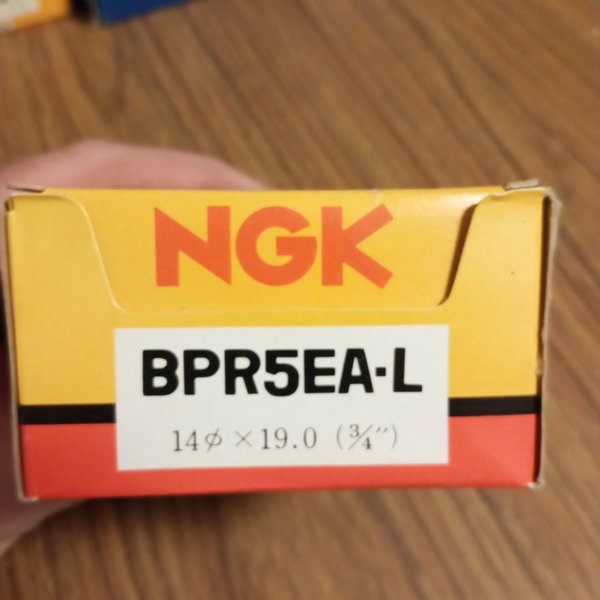 NGK
BPR5EA-L
14φ × 19.0 (¾″)